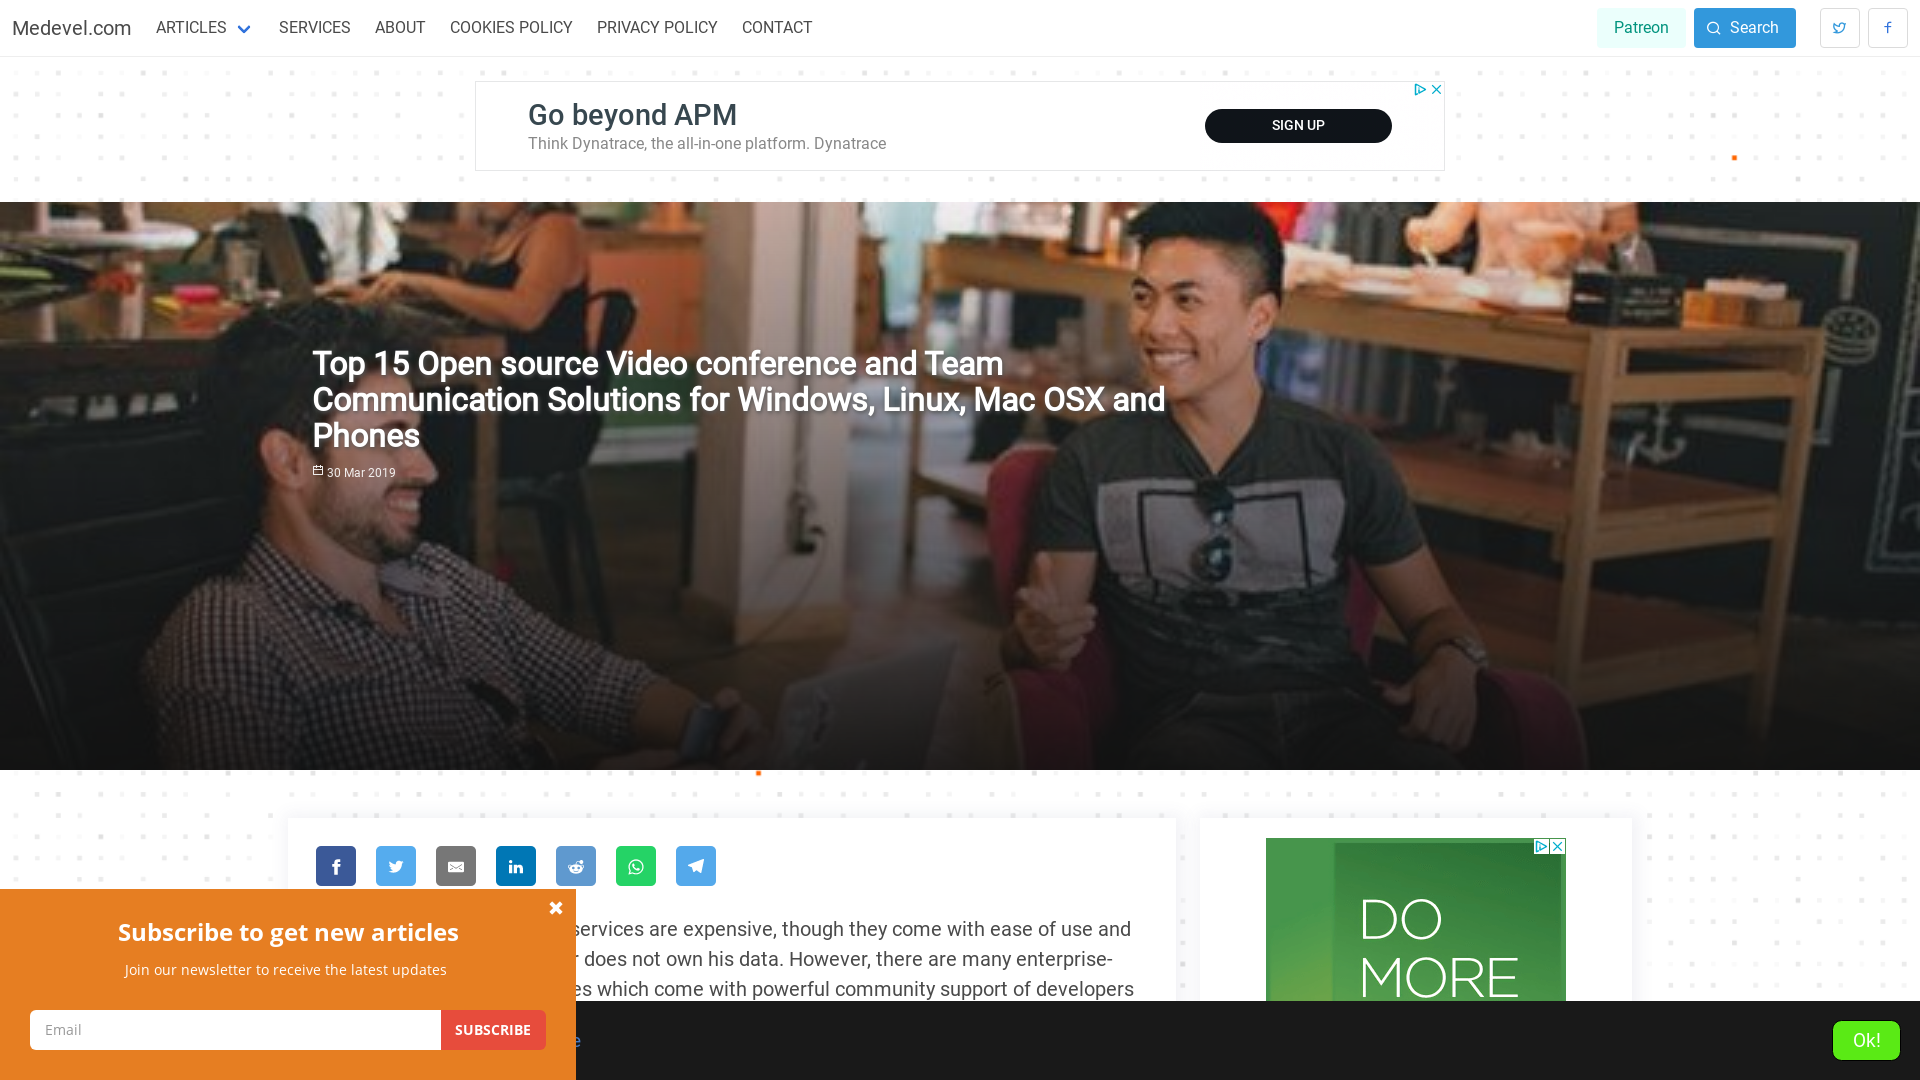 Medevel.com
ARTICLES
SERVICES
ABOUT
COOKIES POLICY
PRIVACY POLICY
CONTACT
Patreon
Search
Go beyond APM
Think Dynatrace, the all-in-one platform. Dynatrace
SIGN UP
Top 15 Open source Video conference and Team
Communication Solutions for Windows, Linux, Mac OSX and
Phones
30 Mar 2019
services are expensive, though they come with ease of use and
does not own his data. However, there are many enterprise-
which come with powerful community support of developers
DO
MORE
Subscribe to get new articles
Join our newsletter to receive the latest updates
Email
SUBSCRIBE
Ok!